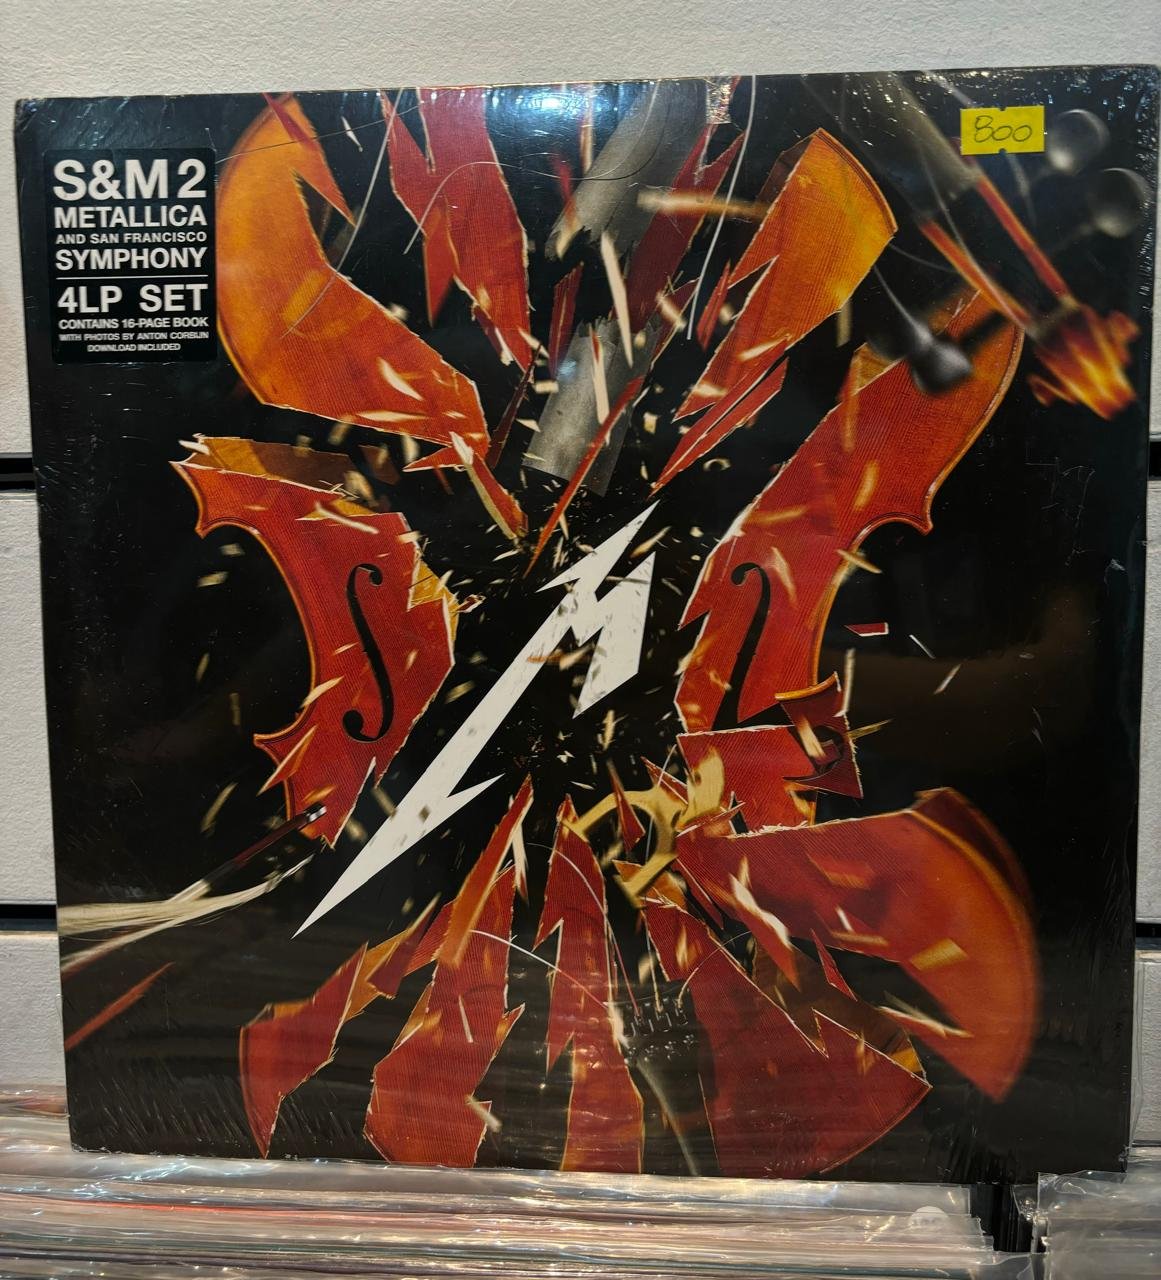 S&M 2
METALLICA
AND SAN FRANCISCO
SYMPHONY
4LP SET
CONTAINS 16-PAGE BOOK
WITH PHOTOS BY ANTON CORBIJN
DOWNLOAD INCLUDED
800
M